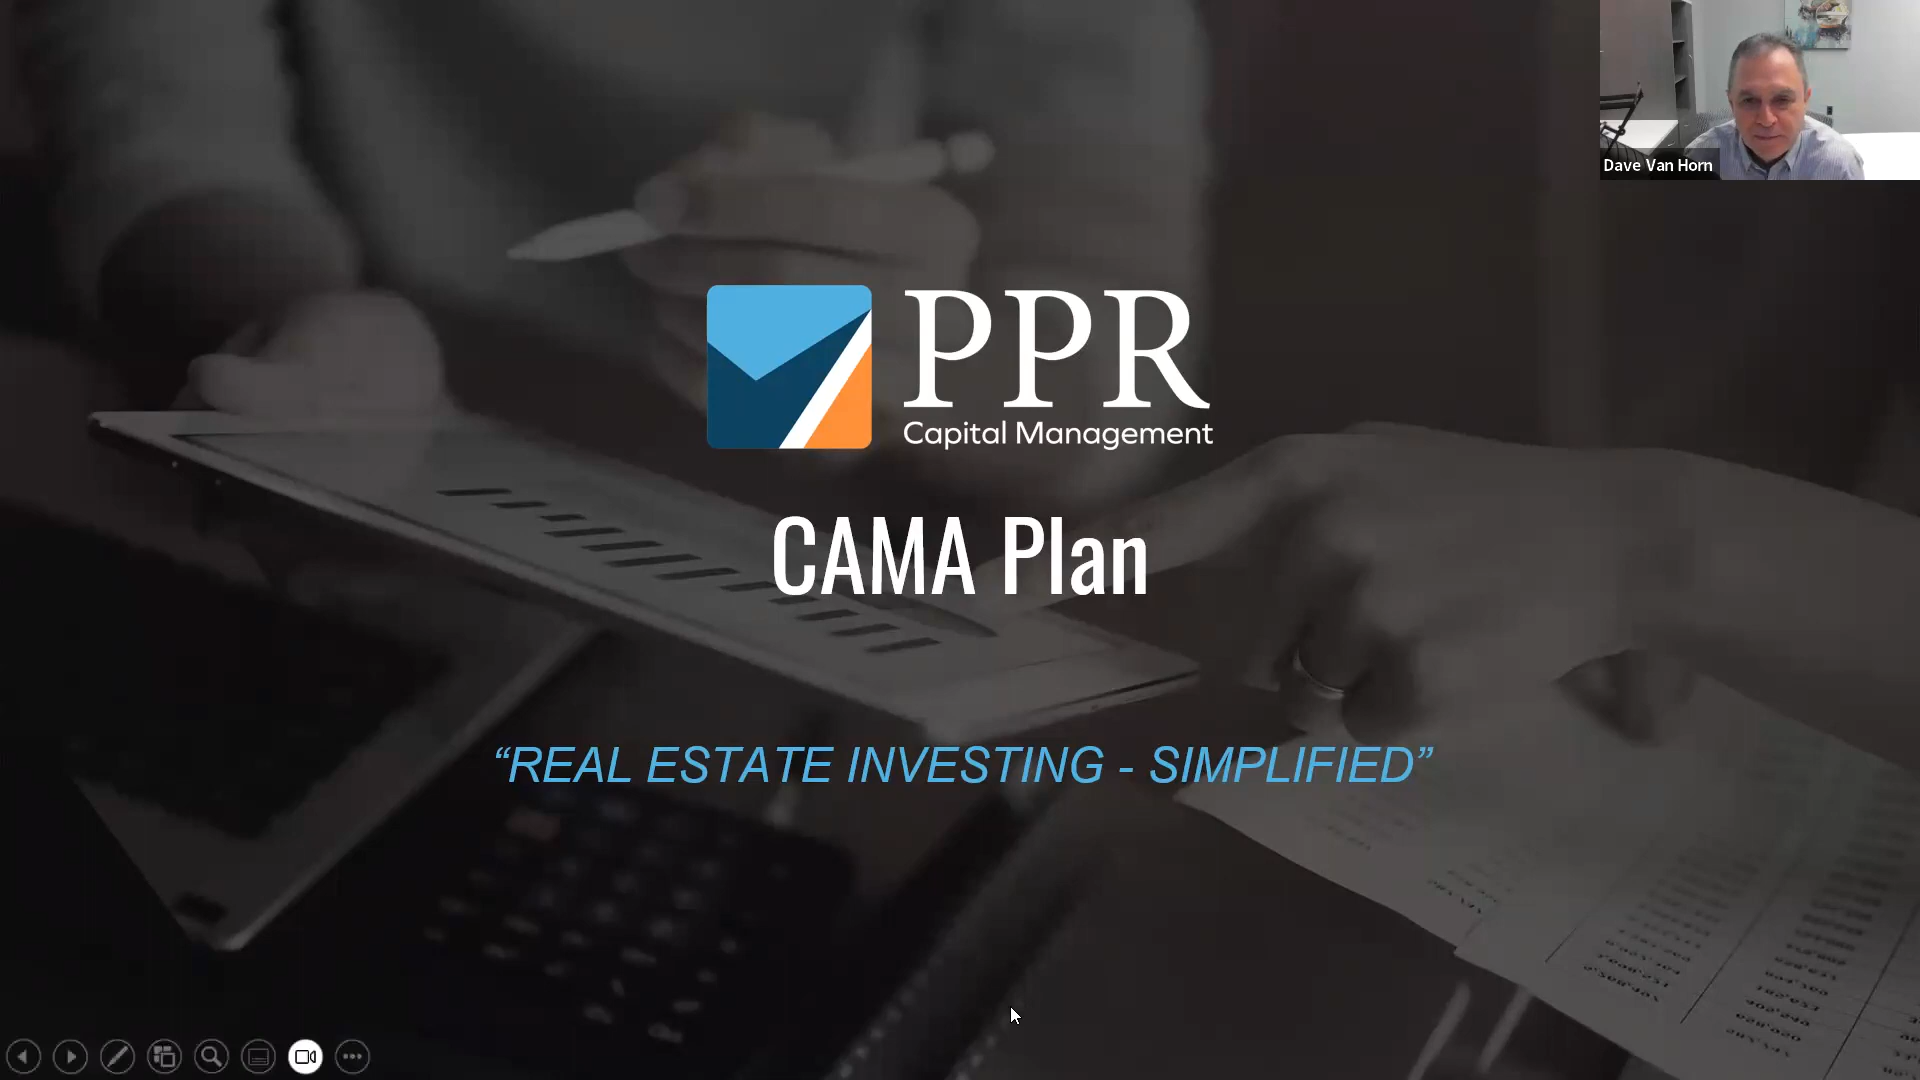 Dave Van Horn
PPR
Capital Management
CAMA Plan
“REAL ESTATE INVESTING - SIMPLIFIED”